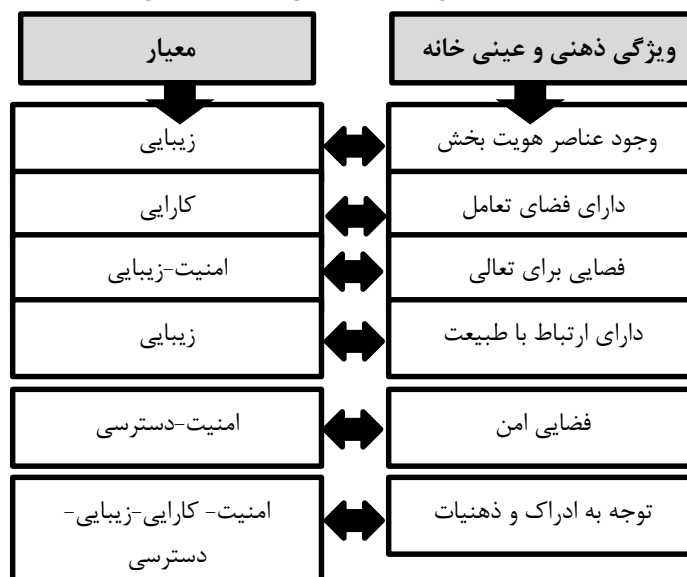 ویژگی ذهنی و عینی خانه
معیار
وجود عناصر هویت بخش
زیبایی
دارای فضای تعامل
کارایی
فصایی برای تعالی
امنیت-زیبایی
دارای ارتباط با طبیعت
زیبایی
فضایی امن
امنیت-دسترسی
توجه به ادراک و ذهنیات
امنیت- کارایی-زیبایی-
دسترسی